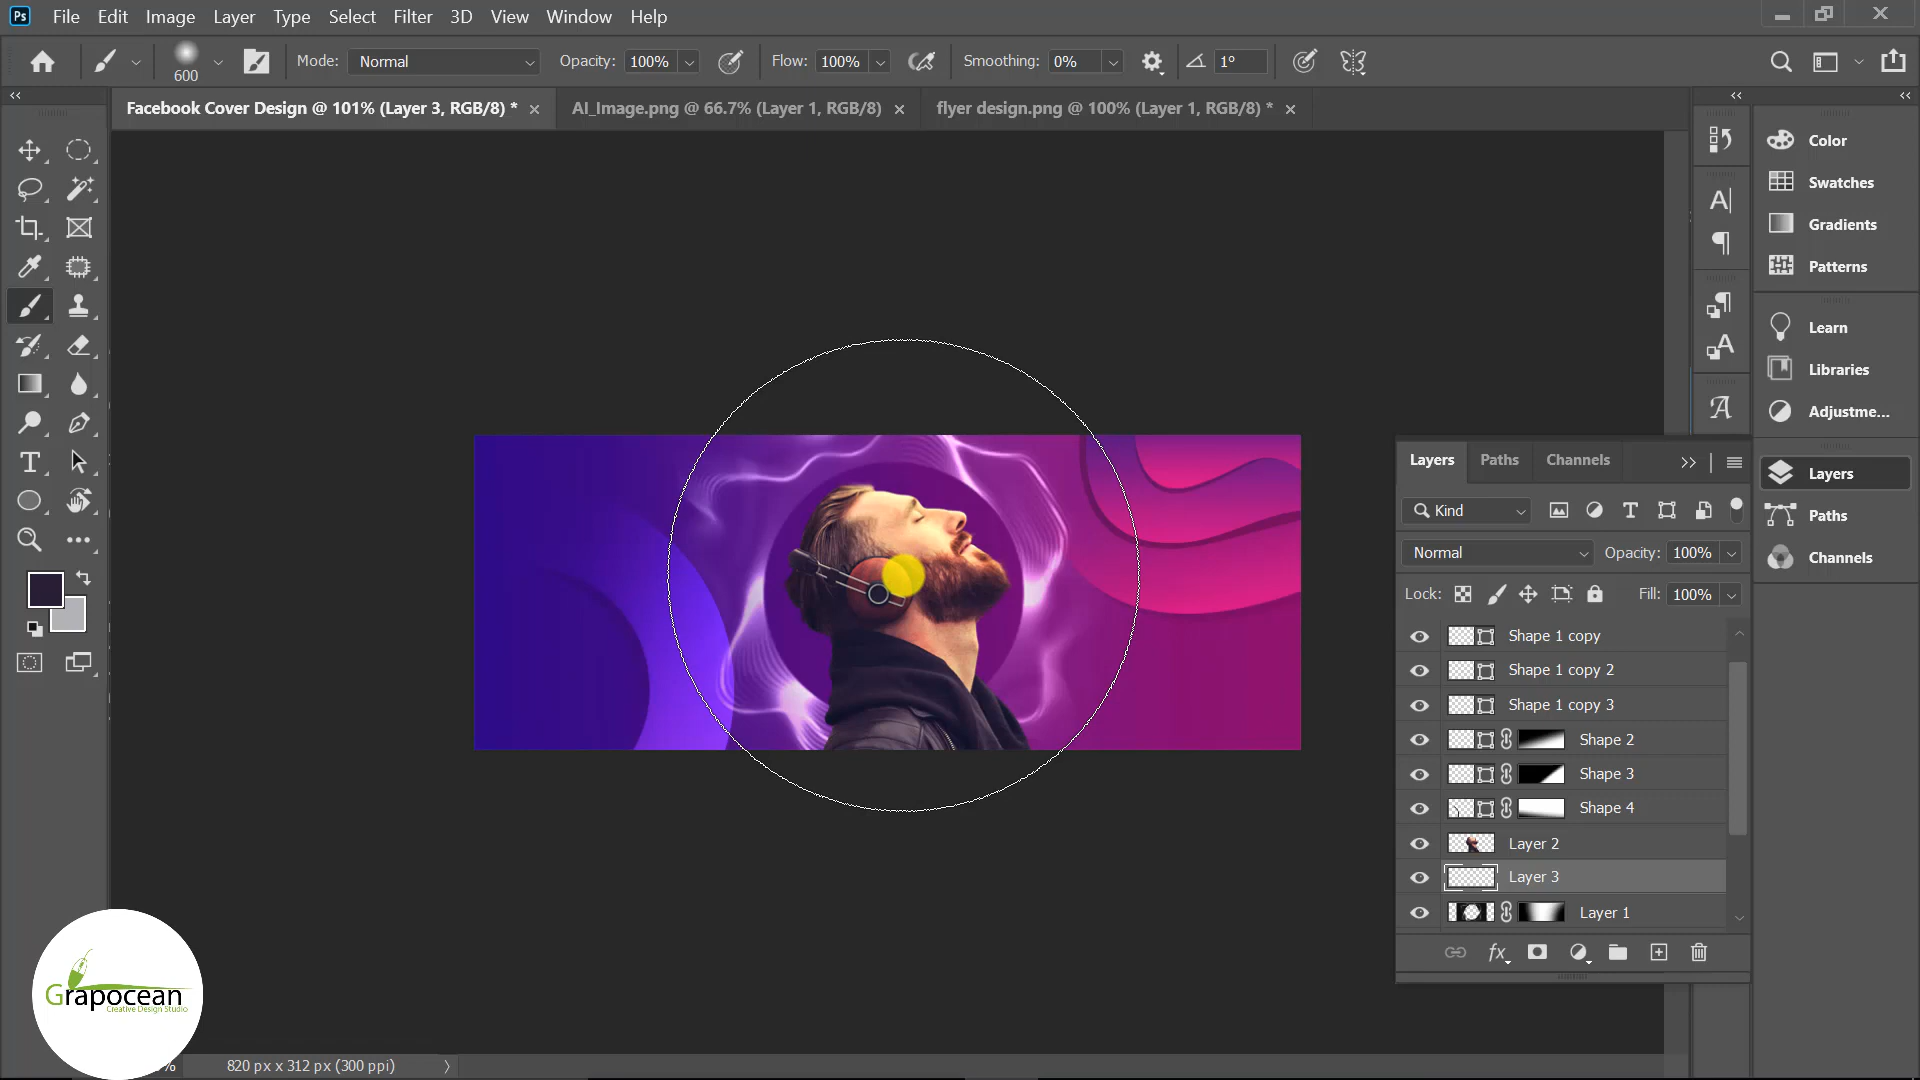 Ps File Edit Image Layer Type Select Filter 3D View Window Help
600 Mode: Normal Opacity: 100% Flow: 100% Smoothing: 0% 1°
Facebook Cover Design @ 101% (Layer 3, RGB/8) * AI_Image.png @ 66.7% (Layer 1, RGB/8) flyer design.png @ 100% (Layer 1, RGB/8) *
Color
Swatches
Gradients
Patterns
Learn
Libraries
Adjustme...
Layers
Paths
Channels
Layers Paths Channels
Kind
Normal Opacity: 100%
Lock: Fill: 100%
Shape 1 copy
Shape 1 copy 2
Shape 1 copy 3
Shape 2
Shape 3
Shape 4
Layer 2
Layer 3
Layer 1
fx
Grapocean
Creative Design Studio
% 820 px x 312 px (300 ppi)